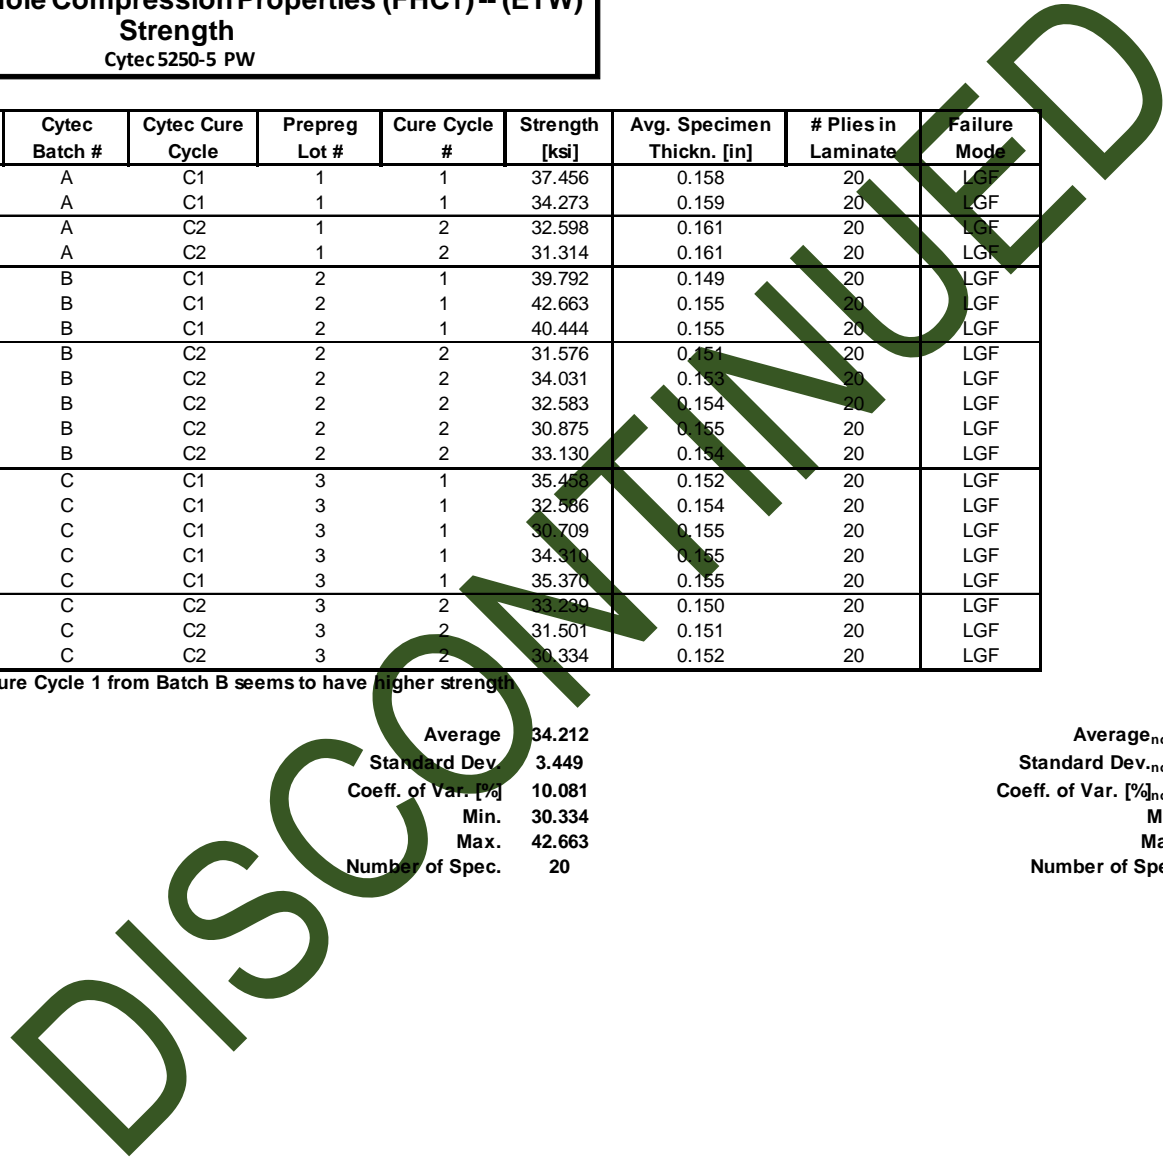 Compression Properties (FHC1) -- (ETW)
Strength
Cytec 5250-5 PW
Cytec Batch # Cytec Cure Cycle Prepreg Lot # Cure Cycle # Strength [ksi] Avg. Specimen Thickn. [in] # Plies in Laminate Failure Mode
A C1 1 1 37.456 0.158 20 LGF
A C1 1 1 34.273 0.159 20 LGF
A C2 1 2 32.598 0.161 20 LGF
A C2 1 2 31.314 0.161 20 LGF
B C1 2 1 39.792 0.149 20 LGF
B C1 2 1 42.663 0.155 20 LGF
B C1 2 1 40.444 0.155 20 LGF
B C2 2 2 31.576 0.151 20 LGF
B C2 2 2 34.031 0.153 20 LGF
B C2 2 2 32.583 0.154 20 LGF
B C2 2 2 30.875 0.155 20 LGF
B C2 2 2 33.130 0.154 20 LGF
C C1 3 1 35.458 0.152 20 LGF
C C1 3 1 32.586 0.154 20 LGF
C C1 3 1 30.709 0.155 20 LGF
C C1 3 1 34.310 0.155 20 LGF
C C1 3 1 35.370 0.155 20 LGF
C C2 3 2 33.239 0.150 20 LGF
C C2 3 2 31.501 0.151 20 LGF
C C2 3 2 30.334 0.152 20 LGF
Cycle 1 from Batch B seems to have higher strength
Average 34.212 Average
Standard Dev. 3.449 Standard Dev.
Coeff. of Var. [%] 10.081 Coeff. of Var. [%]
Min. 30.334
Max. 42.663
Number of Spec. 20 Number of
DISCONTINUED